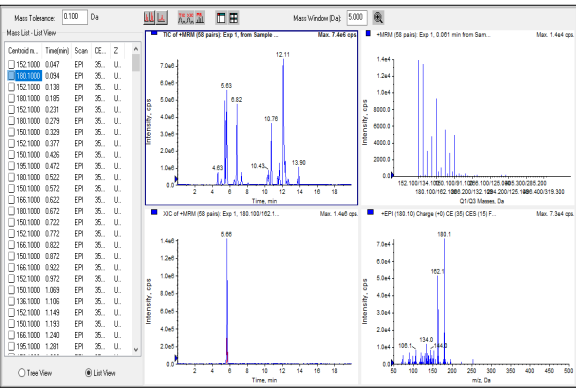 Mass Tolerance: 0.100 Da
Mass Window (Da): 5.000
Mass List - List View
Centroid m... Time(min) Scan CE... Z
152.1000 0.047 EPI 35... U..
180.1000 0.094 EPI 35... U..
152.1000 0.138 EPI 35... U..
180.1000 0.185 EPI 35... U..
152.1000 0.231 EPI 35... U..
180.1000 0.279 EPI 35... U..
150.1000 0.329 EPI 35... U..
152.1000 0.377 EPI 35... U..
150.1000 0.426 EPI 35... U..
195.1000 0.472 EPI 35... U..
180.1000 0.522 EPI 35... U..
150.1000 0.572 EPI 35... U..
166.1000 0.622 EPI 35... U..
180.1000 0.672 EPI 35... U..
150.1000 0.722 EPI 35... U..
152.1000 0.772 EPI 35... U..
166.1000 0.822 EPI 35... U..
150.1000 0.872 EPI 35... U..
166.1000 0.922 EPI 35... U..
152.1000 0.972 EPI 35... U..
150.1000 1.069 EPI 35... U..
136.1000 1.106 EPI 35... U..
152.1000 1.149 EPI 35... U..
150.1000 1.193 EPI 35... U..
166.1000 1.240 EPI 35... U..
195.1000 1.281 EPI 35... U..
Tree View List View
TIC of +MRM (58 pairs): Exp 1, from Sample ... Max. 7.4e6 cps.
12.11
7.0e6
6.0e6
5.63
5.0e6
6.82
4.0e6
10.76
3.0e6
2.0e6
4.63
10.43
13.90
1.0e6
0.0
2 4 6 8 10 12 14 16 18
Time, min
Intensity, cps
+MRM (58 pairs): Exp 1, 0.061 min from Sam... Max. 1.4e4 cps.
1.4e4
1.2e4
1.0e4
8000.0
6000.0
4000.0
2000.0
0.0
Q1/Q3 Masses, Da
Intensity, cps
XIC of +MRM (58 pairs): Exp 1, 180.100/162.1... Max. 1.4e6 cps.
5.66
1.4e6
1.2e6
1.0e6
8.0e5
6.0e5
4.0e5
2.0e5
0.0
2 4 6 8 10 12 14 16 18
Time, min
Intensity, cps
+EPI (180.10) Charge (+0) CE (35) CES (15) F... Max. 7.3e4 cps.
180.1
7.0e4
6.0e4
162.1
5.0e4
4.0e4
3.0e4
2.0e4
106.1
134.0
144.0
1.0e4
0.0
50 100 150 200 250 300 350 400 450 500
m/z, Da
Intensity, cps